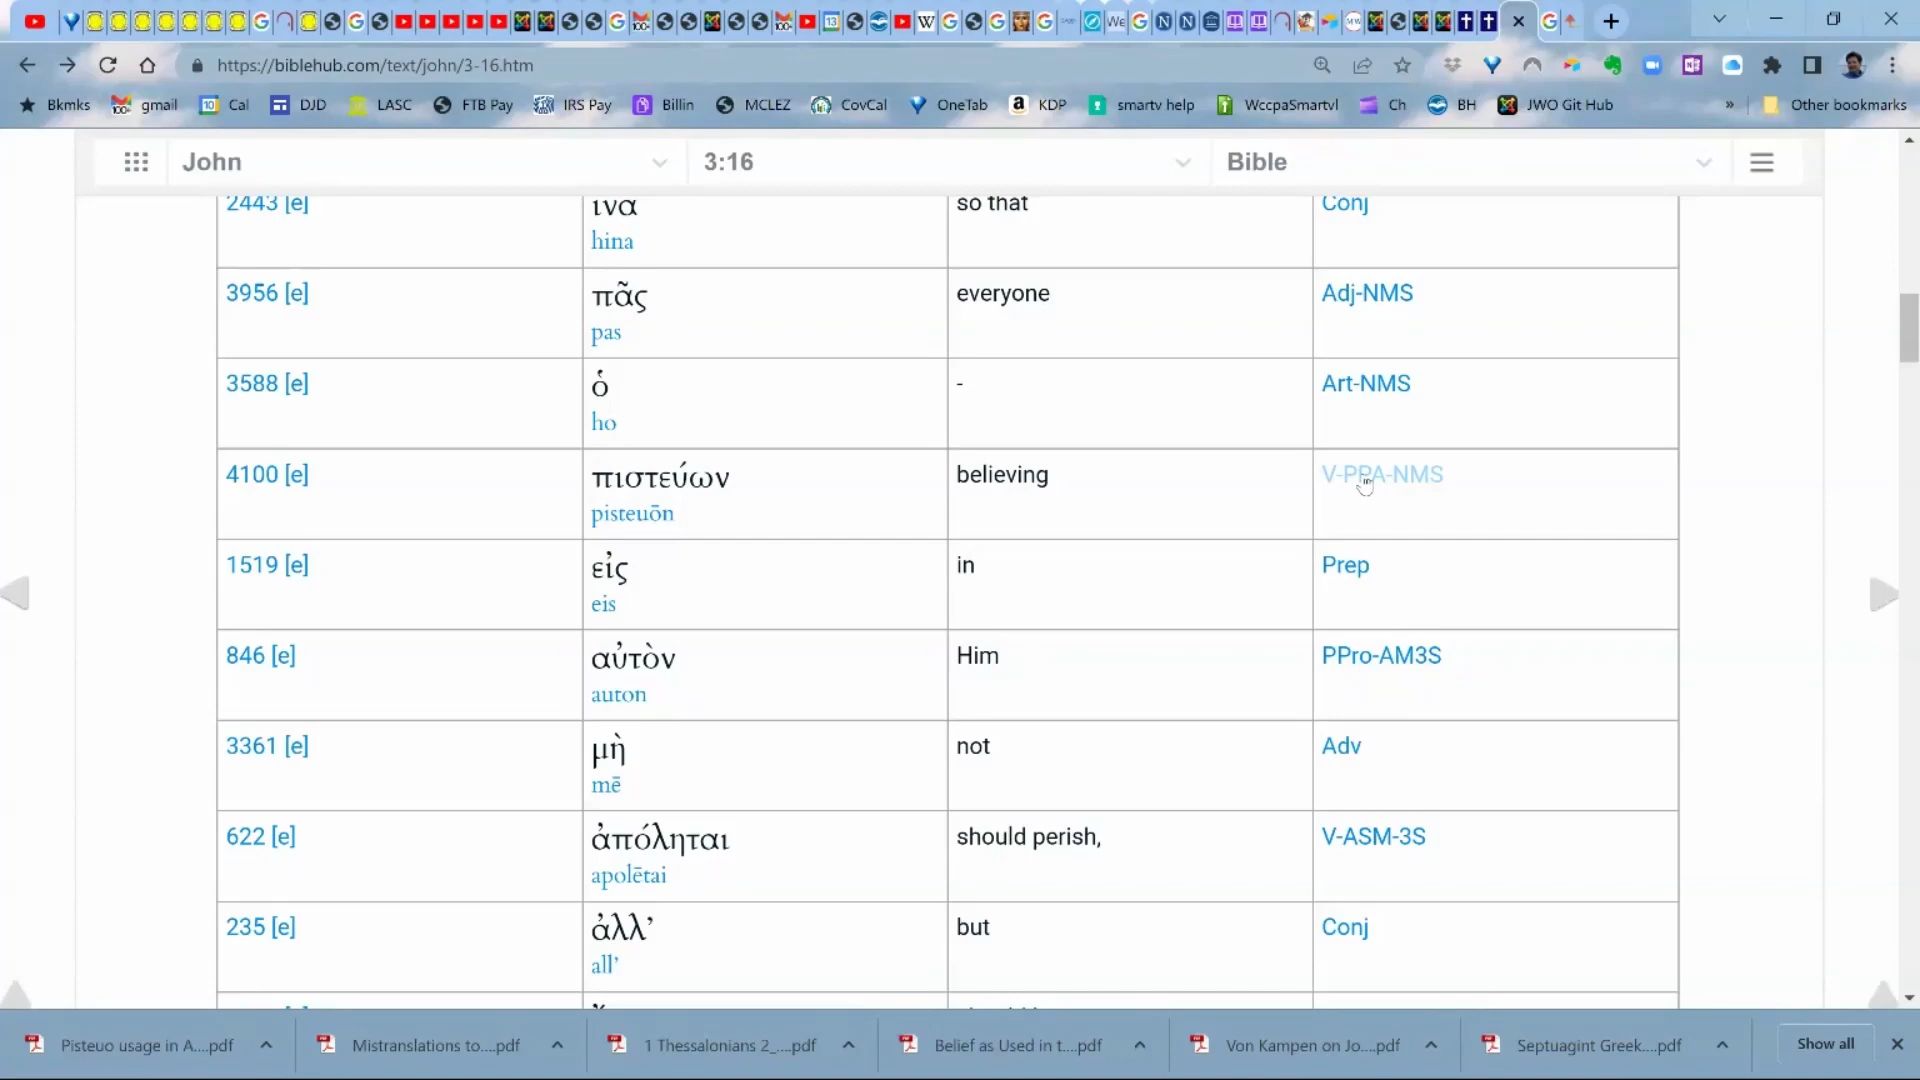 https://biblehub.com/text/john/3-16.htm
Bkmks gmail Cal DJD LASC FTB Pay IRS Pay Billin MCLEZ CovCal OneTab KDP smartv help WccpaSmartvl Ch BH JWO Git Hub » Other bookmarks
John 3:16 Bible
2443 [e] ἵνα so that Conj
hina
3956 [e] πᾶς everyone Adj-NMS
pas
3588 [e] ὁ - Art-NMS
ho
4100 [e] πιστεύων believing V-PPA-NMS
pisteuōn
1519 [e] εἰς in Prep
eis
846 [e] αὐτὸν Him PPro-AM3S
auton
3361 [e] μὴ not Adv
mē
622 [e] ἀπόληται should perish, V-ASM-3S
apolētai
235 [e] ἀλλ’ but Conj
all’
Pisteuo usage in A....pdf Mistranslations to....pdf 1 Thessalonians 2_....pdf Belief as Used in t....pdf Von Kampen on Jo....pdf Septuagint Greek....pdf Show all